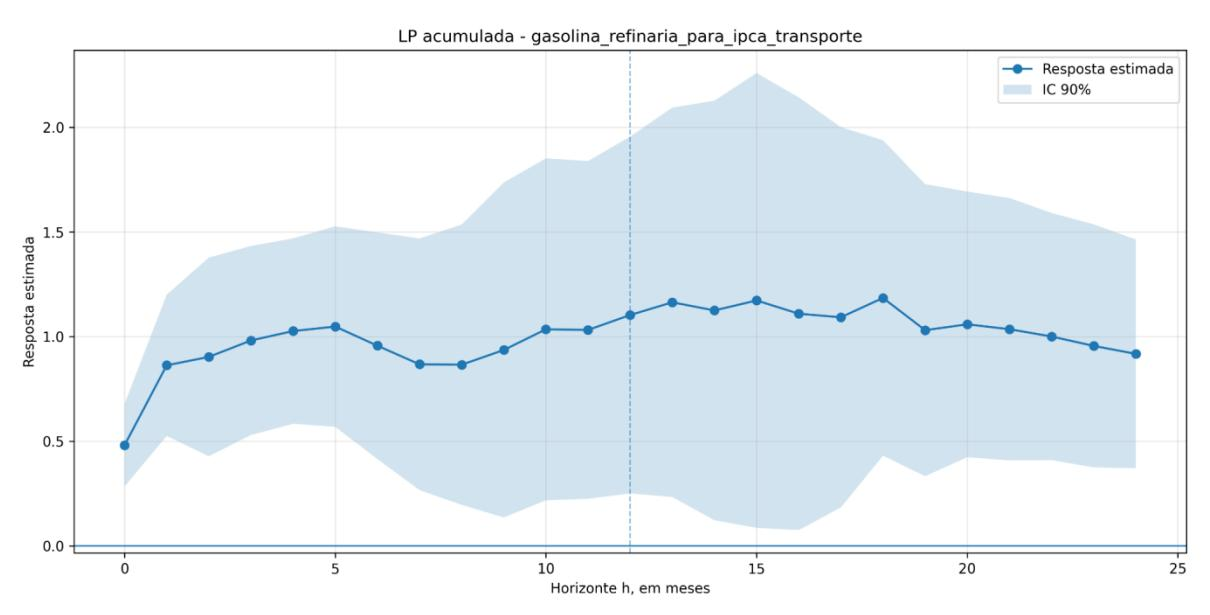 LP acumulada - gasolina_refinaria_para_ipca_transporte
Resposta estimada
IC 90%
Resposta estimada
2.0
1.5
1.0
0.5
0.0
0 5 10 15 20 25
Horizonte h, em meses